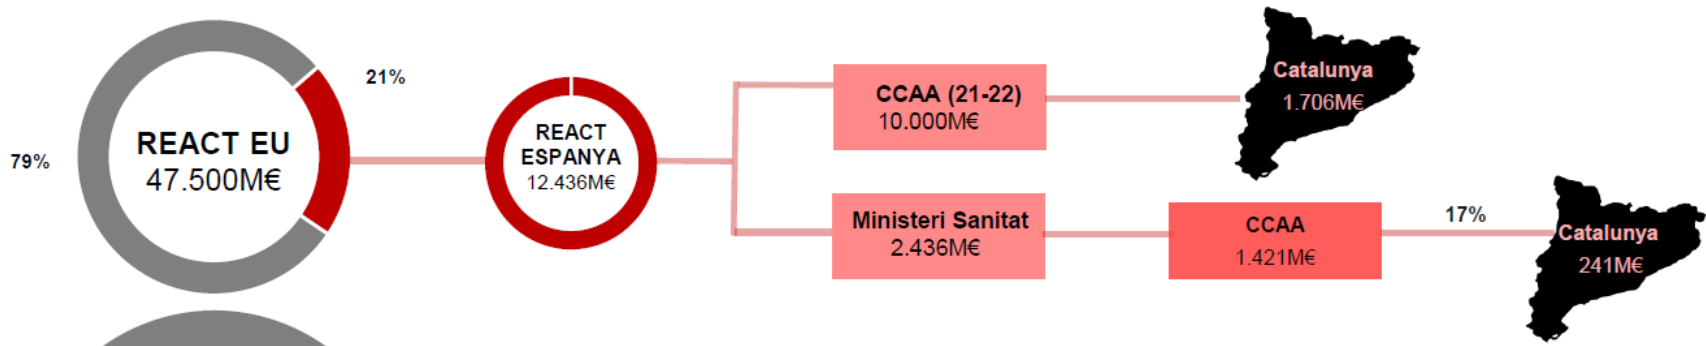 79%
REACT EU
47.500M€
21%
REACT
ESPANYA
12.436M€
CCAA (21-22)
10.000M€
Catalunya
1.706M€
Ministeri Sanitat
2.436M€
CCAA
1.421M€
17%
Catalunya
241M€